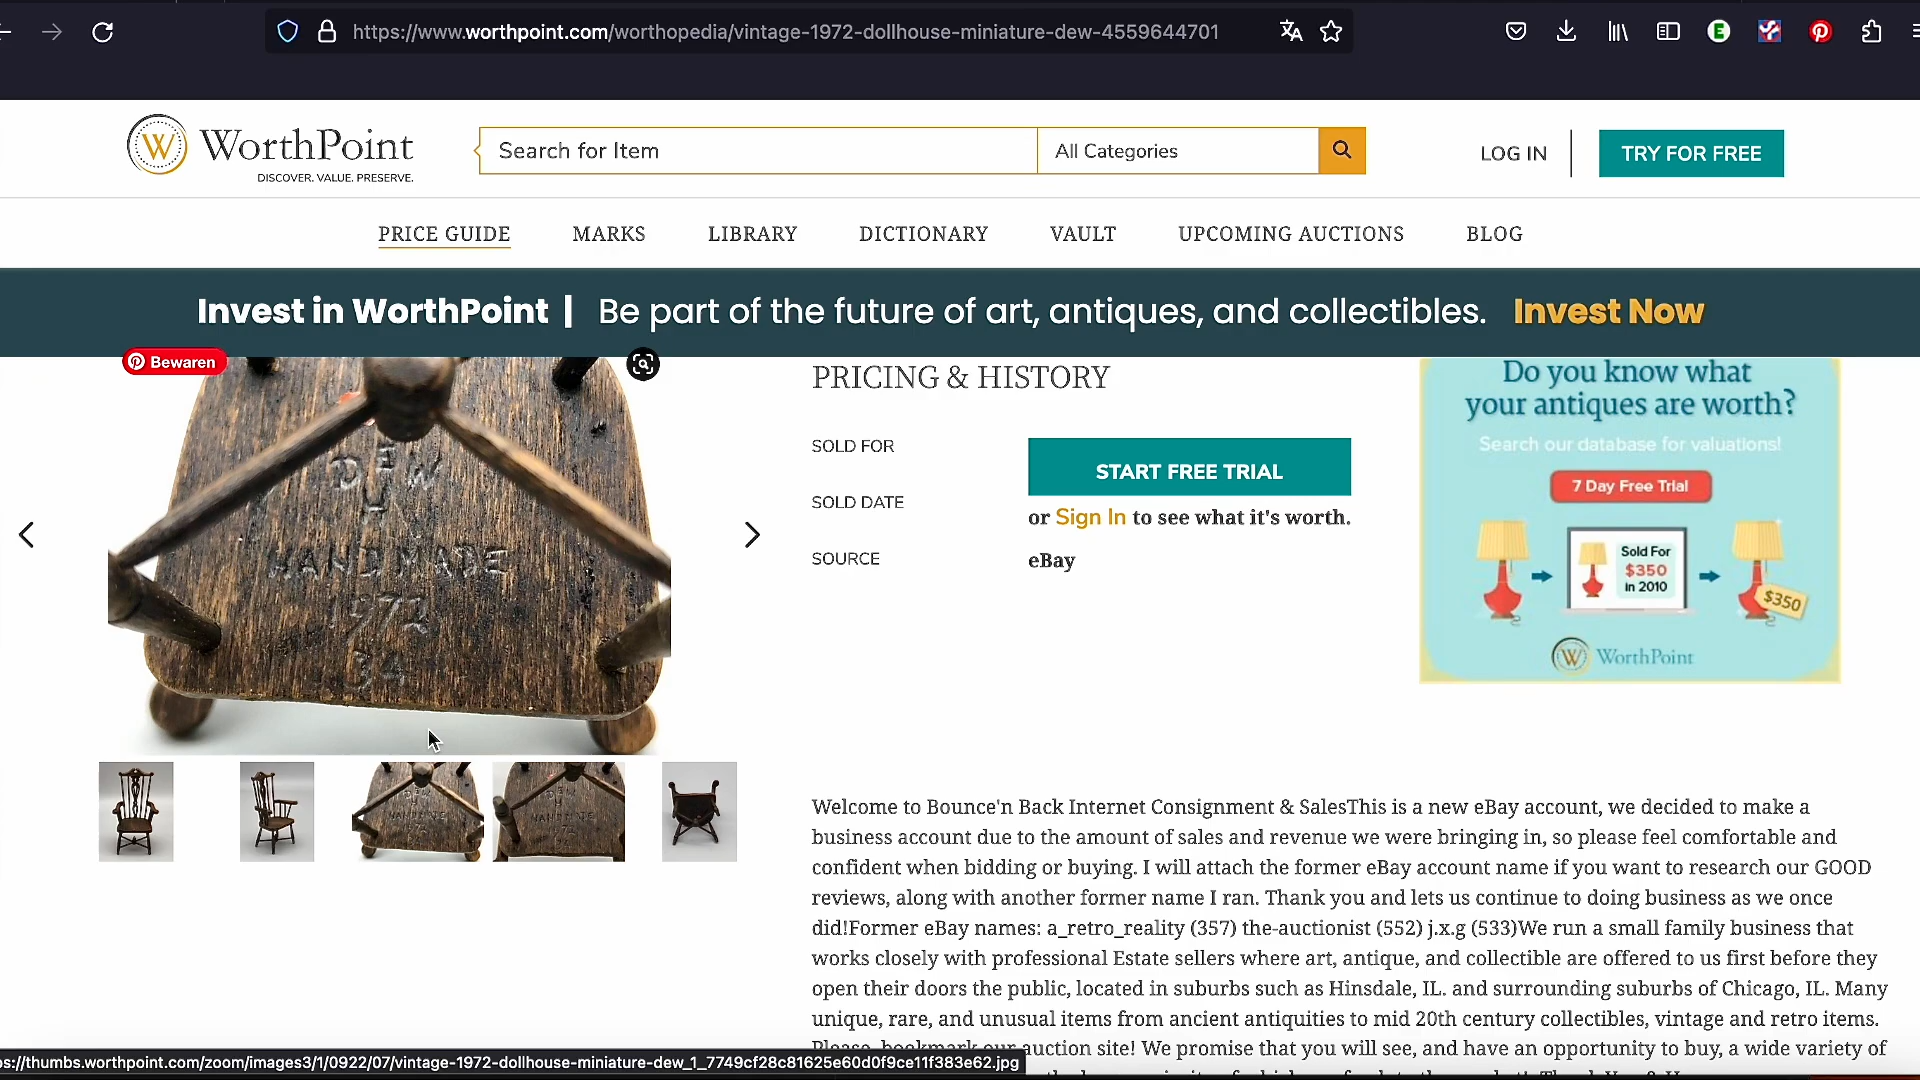 https://www.worthpoint.com/worthopedia/vintage-1972-dollhouse-miniature-dew-4559644701
W WorthPoint
DISCOVER. VALUE. PRESERVE.
Search for Item
All Categories
LOG IN
TRY FOR FREE
PRICE GUIDE
MARKS
LIBRARY
DICTIONARY
VAULT
UPCOMING AUCTIONS
BLOG
Invest in WorthPoint | Be part of the future of art, antiques, and collectibles. Invest Now
Bewaren
DEW
HANDMADE
1972
34
PRICING & HISTORY
SOLD FOR
START FREE TRIAL
SOLD DATE
or Sign In to see what it's worth.
SOURCE
eBay
Do you know what
your antiques are worth?
Search our database for valuations!
7 Day Free Trial
Sold For
$350
in 2010
$350
W WorthPoint
Welcome to Bounce'n Back Internet Consignment & SalesThis is a new eBay account, we decided to make a
business account due to the amount of sales and revenue we were bringing in, so please feel comfortable and
confident when bidding or buying. I will attach the former eBay account name if you want to research our GOOD
reviews, along with another former name I ran. Thank you and lets us continue to doing business as we once
did!Former eBay names: a_retro_reality (357) the-auctionist (552) j.x.g (533)We run a small family business that
works closely with professional Estate sellers where art, antique, and collectible are offered to us first before they
open their doors the public, located in suburbs such as Hinsdale, IL. and surrounding suburbs of Chicago, IL. Many
unique, rare, and unusual items from ancient antiquities to mid 20th century collectibles, vintage and retro items.
Please, bookmark our auction site! We promise that you will see, and have an opportunity to buy, a wide variety of
ps://thumbs.worthpoint.com/zoom/images3/1/0922/07/vintage-1972-dollhouse-miniature-dew_1_7749cf28c81625e60d0f9ce11f383e62.jpg